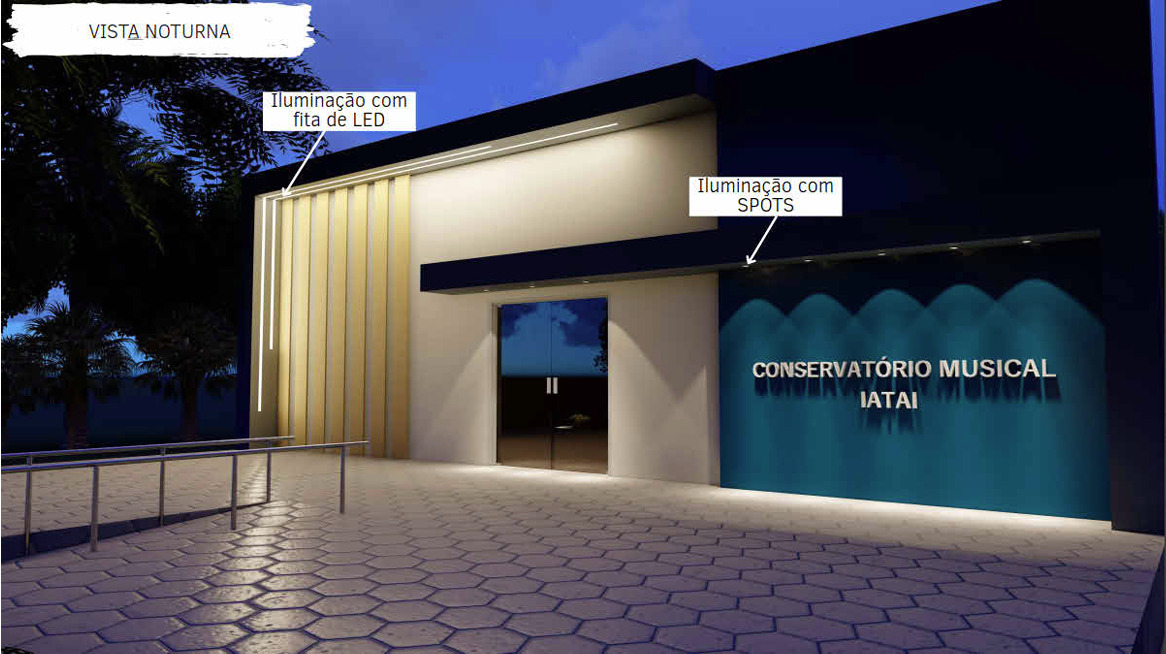 VISTA NOTURNA
Iluminação com
fita de LED
Iluminação com
SPOTS
CONSERVATÓRIO MUSICAL
IATAI